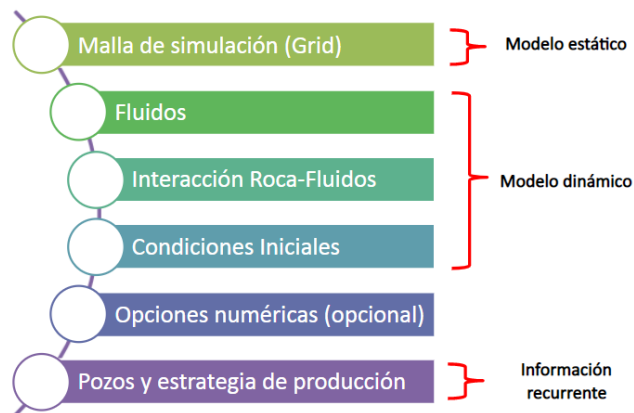 Malla de simulación (Grid)
Modelo estático
Fluidos
Interacción Roca-Fluidos
Modelo dinámico
Condiciones Iniciales
Opciones numéricas (opcional)
Pozos y estrategia de producción
Información
recurrente